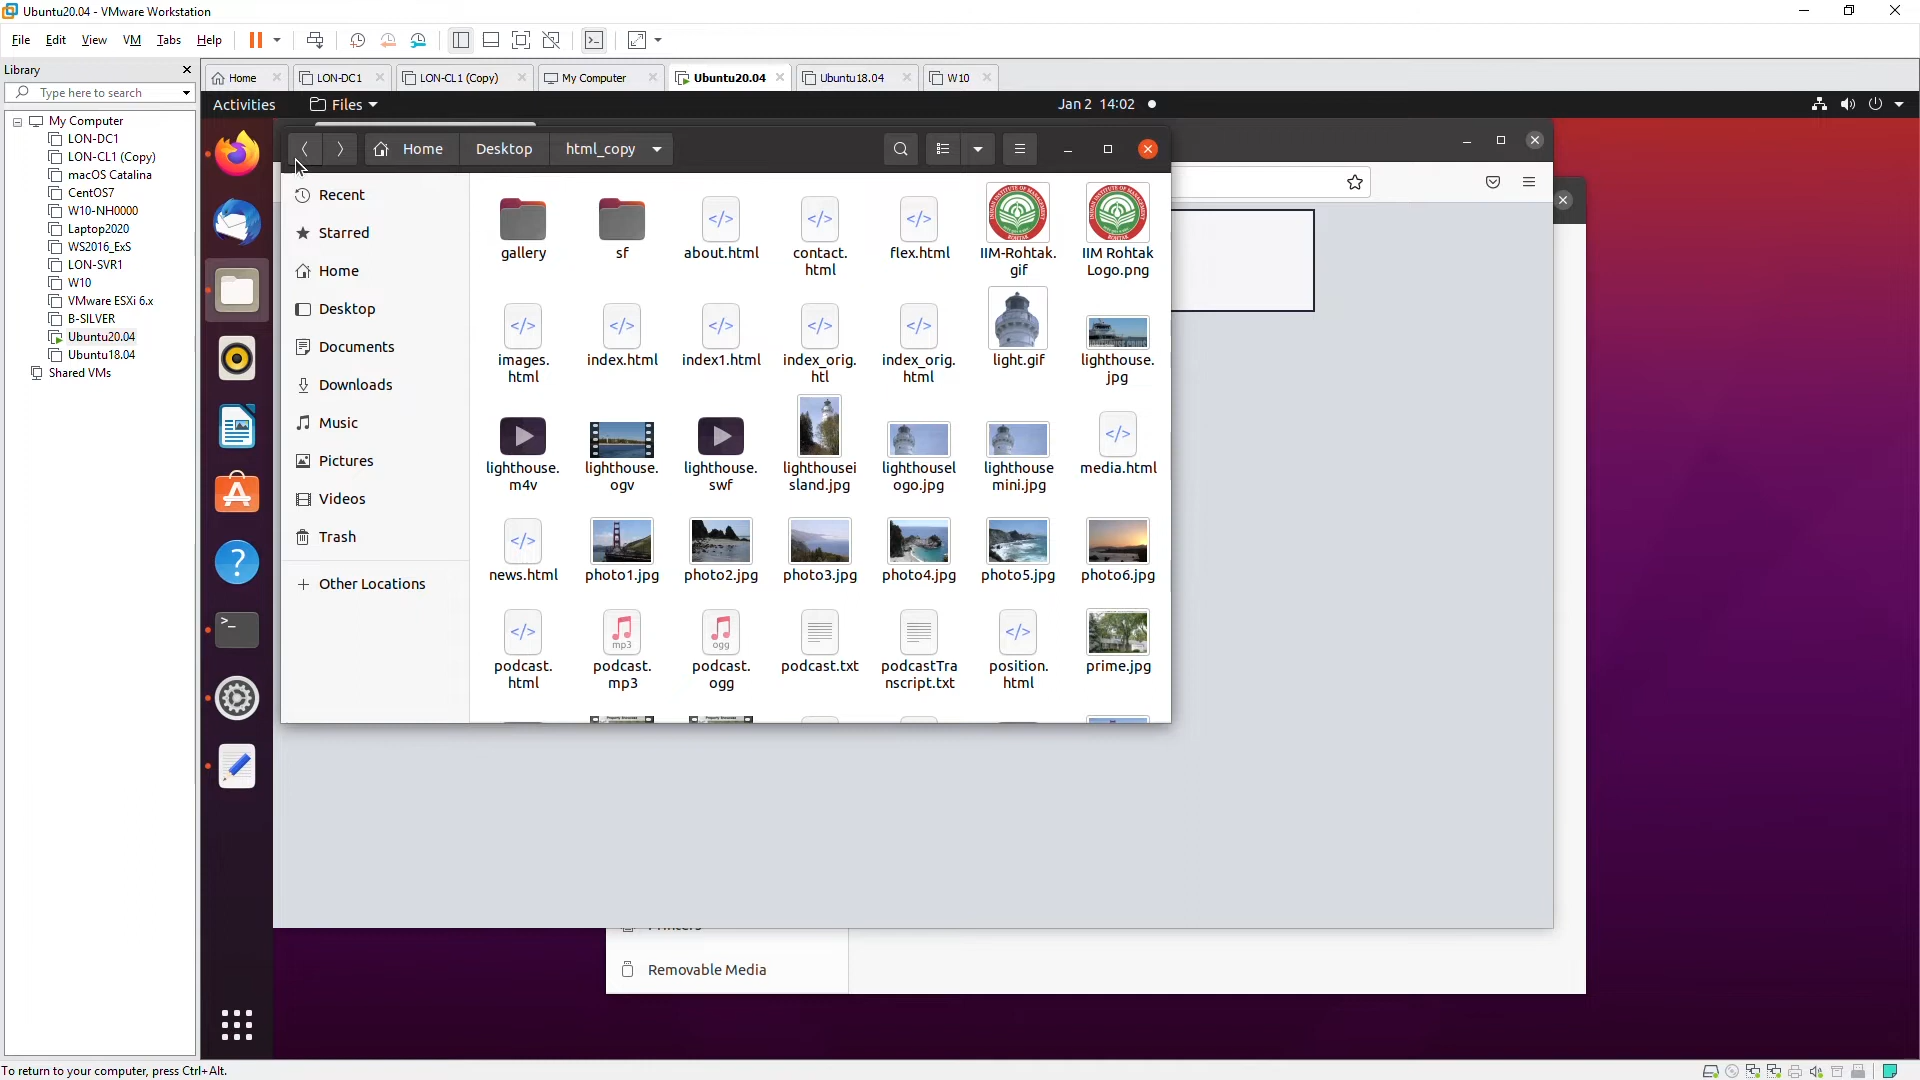 Ubuntu20.04 - VMware Workstation
File Edit View VM Tabs Help
Library
Type here to search
My Computer
LON-DC1
LON-CL1 (Copy)
macOS Catalina
CentOS7
W10-NH0000
Laptop2020
WS2016_ExS
LON-SVR1
W10
VMware ESXi 6.x
B-SILVER
Ubuntu20.04
Ubuntu18.04
Shared VMs
Home LON-DC1 LON-CL1 (Copy) My Computer Ubuntu20.04 Ubuntu18.04 W10
Activities Files Jan 2 14:02
Home Desktop html_copy
Recent
Starred
Home
Desktop
Documents
Downloads
Music
Pictures
Videos
Trash
Other Locations
gallery sf about.html contact. flex.html IIM-Rohtak. IIM Rohtak
html gif Logo.png
images. index.html index1.html index_orig. index_orig. light.gif lighthouse.
html htl html jpg
lighthouse. lighthouse. lighthouse. lighthousei lighthousel lighthouse media.html
m4v ogv swf sland.jpg ogo.jpg mini.jpg
news.html photo1.jpg photo2.jpg photo3.jpg photo4.jpg photo5.jpg photo6.jpg
mp3 ogg
podcast. podcast. podcast. podcast.txt podcastTra position. prime.jpg
html mp3 ogg nscript.txt html
Printers
Removable Media
To return to your computer, press Ctrl+Alt.